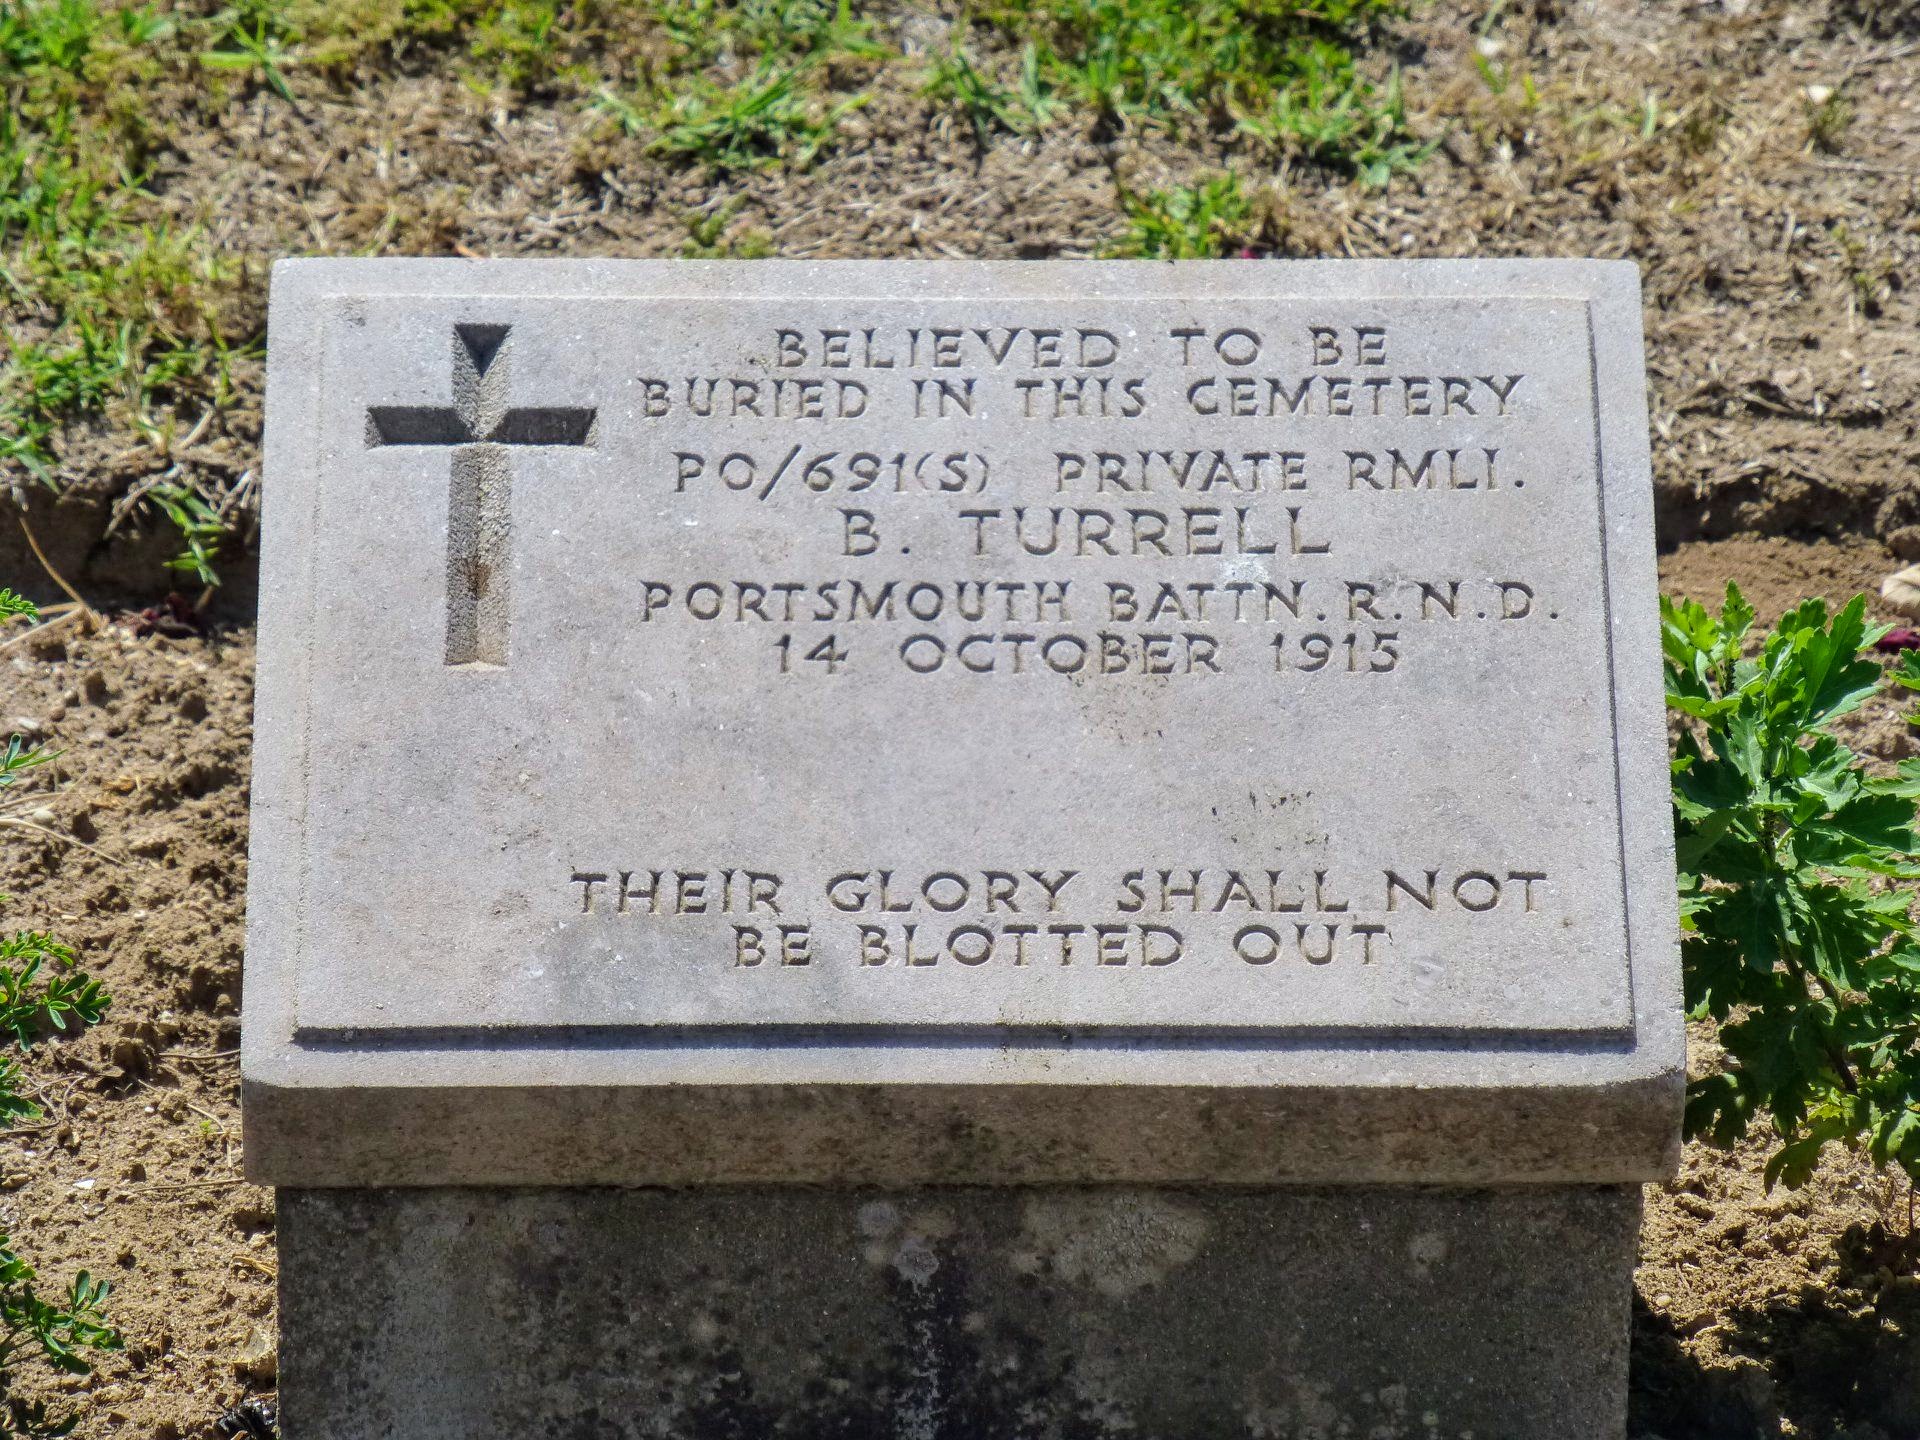 BELIEVED TO BE
BURIED IN THIS CEMETERY
PO/691(S) PRIVATE RMLI.
B. TURRELL
PORTSMOUTH BATTN. R.N.D.
14 OCTOBER 1915
THEIR GLORY SHALL NOT
BE BLOTTED OUT